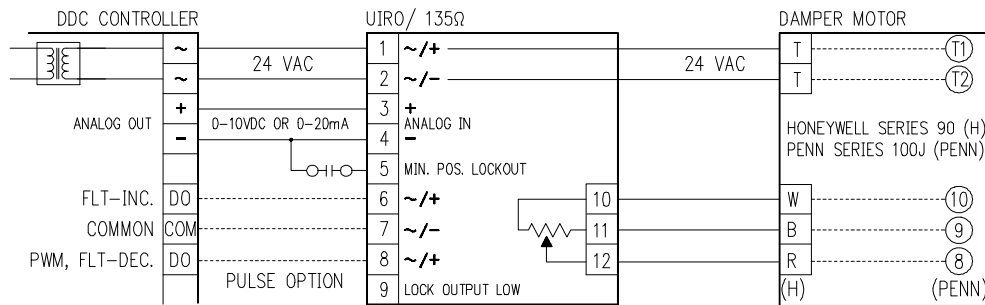 DDC CONTROLLER
UIRO/ 135Ω
DAMPER MOTOR
~ 24 VAC 1 ~/+ 24 VAC T T1
~ 2 ~/- T T2
+ 3 +
ANALOG OUT 0-10VDC OR 0-20mA ANALOG IN
- 4 -
HONEYWELL SERIES 90 (H)
PENN SERIES 100J (PENN)
5 MIN. POS. LOCKOUT
FLT-INC. DO 6 ~/+ 10 W 10
COMMON COM 7 ~/- 11 B 9
PWM, FLT-DEC. DO 8 ~/+ 12 R 8
PULSE OPTION 9 LOCK OUTPUT LOW (H) (PENN)